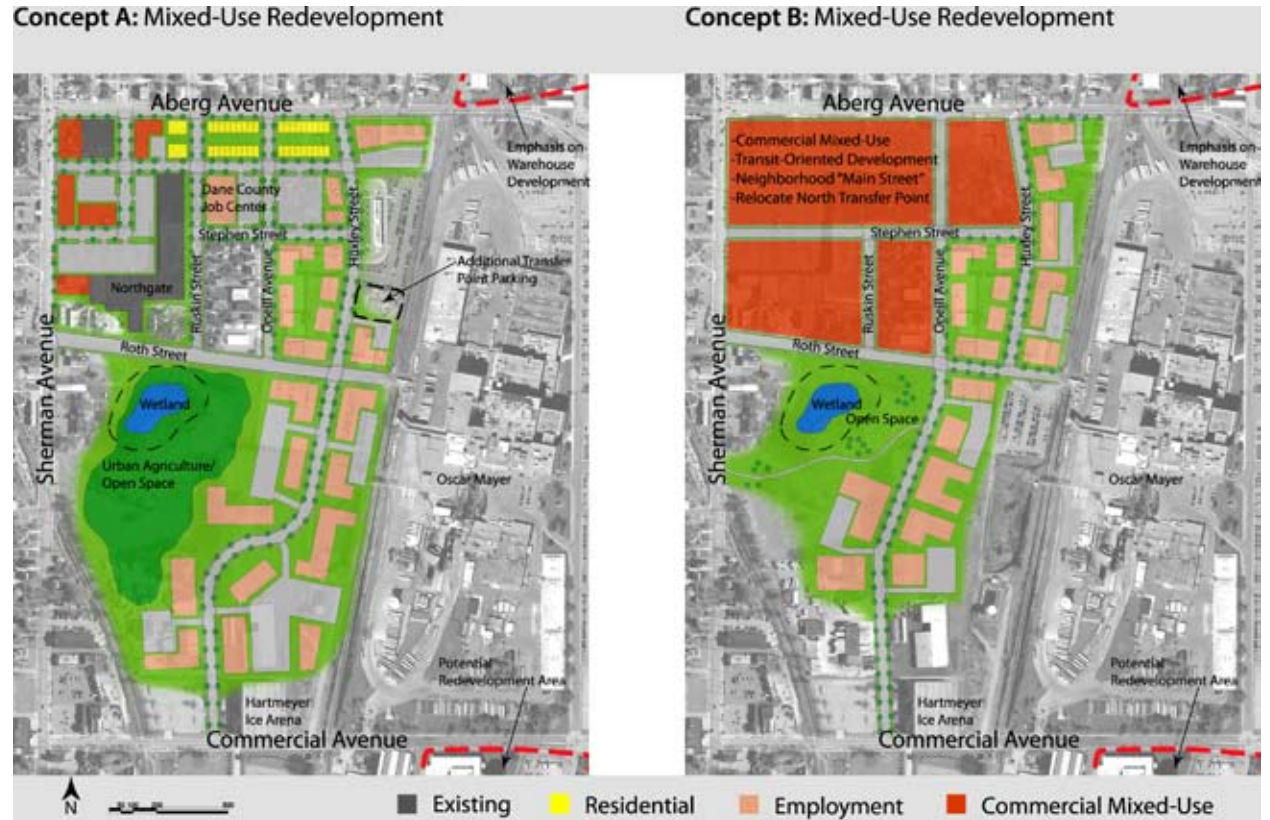 Concept A: Mixed-Use Redevelopment
Aberg Avenue
Emphasis on
Warehouse
Development
Dane County
Job Center
Stephen Street
Huxley Street
Additional Transfer
Point Parking
Northgate
Ruskin Street
Oneill Avenue
Sherman Avenue
Roth Street
Wetland
Urban Agriculture/
Open Space
Oscar Mayer
Potential
Redevelopment Area
Hartmeyer
Ice Arena
Commercial Avenue
Concept B: Mixed-Use Redevelopment
Aberg Avenue
Emphasis on
Warehouse
Development
-Commercial Mixed-Use
-Transit-Oriented Development
-Neighborhood "Main Street"
-Relocate North Transfer Point
Stephen Street
Huxley Street
Ruskin Street
Oneill Avenue
Sherman Avenue
Roth Street
Wetland
Open Space
Oscar Mayer
Potential
Redevelopment Area
Hartmeyer
Ice Arena
Commercial Avenue
N
Existing
Residential
Employment
Commercial Mixed-Use